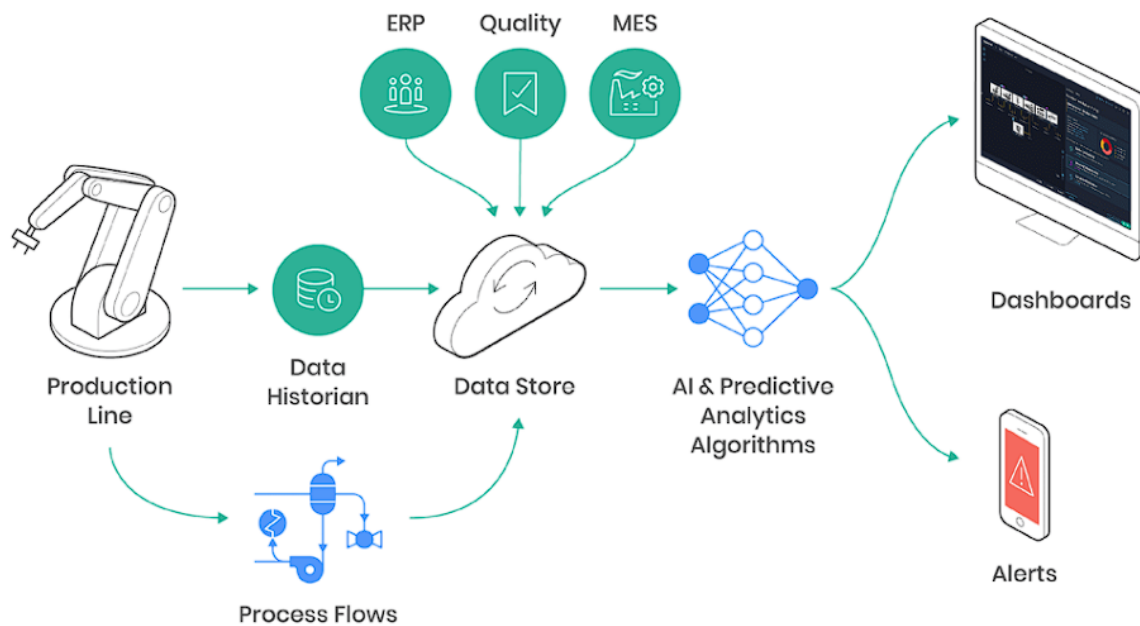 ERP
Quality
MES
Production
Line
Data
Historian
Data Store
AI & Predictive
Analytics
Algorithms
Dashboards
Process Flows
Alerts